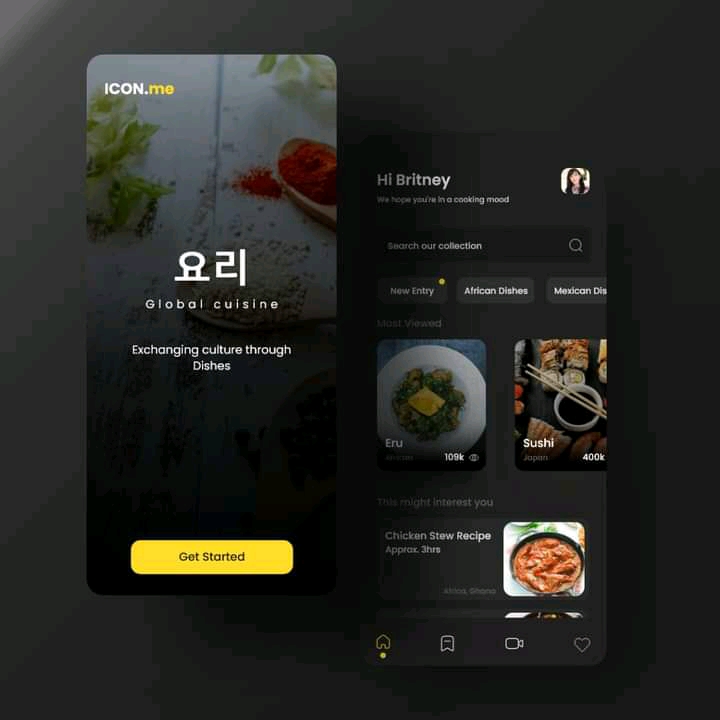 ICON.me
요리
Global cuisine
Exchanging culture through
Dishes
Get Started
Hi Britney
We hope you're in a cooking mood
Search our collection
New Entry
African Dishes
Mexican Dis
Most Viewed
Eru
African
109k
Sushi
Japan
400k
This might interest you
Chicken Stew Recipe
Approx. 3hrs
Africa, Ghana